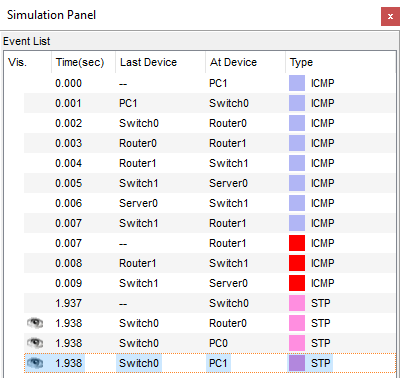 Simulation Panel x
Event List
Vis. Time(sec) Last Device At Device Type
0.000 -- PC1 ICMP
0.001 PC1 Switch0 ICMP
0.002 Switch0 Router0 ICMP
0.003 Router0 Router1 ICMP
0.004 Router1 Switch1 ICMP
0.005 Switch1 Server0 ICMP
0.006 Server0 Switch1 ICMP
0.007 Switch1 Router1 ICMP
0.007 -- Router1 ICMP
0.008 Router1 Switch1 ICMP
0.009 Switch1 Server0 ICMP
1.937 -- Switch0 STP
1.938 Switch0 Router0 STP
1.938 Switch0 PC0 STP
1.938 Switch0 PC1 STP